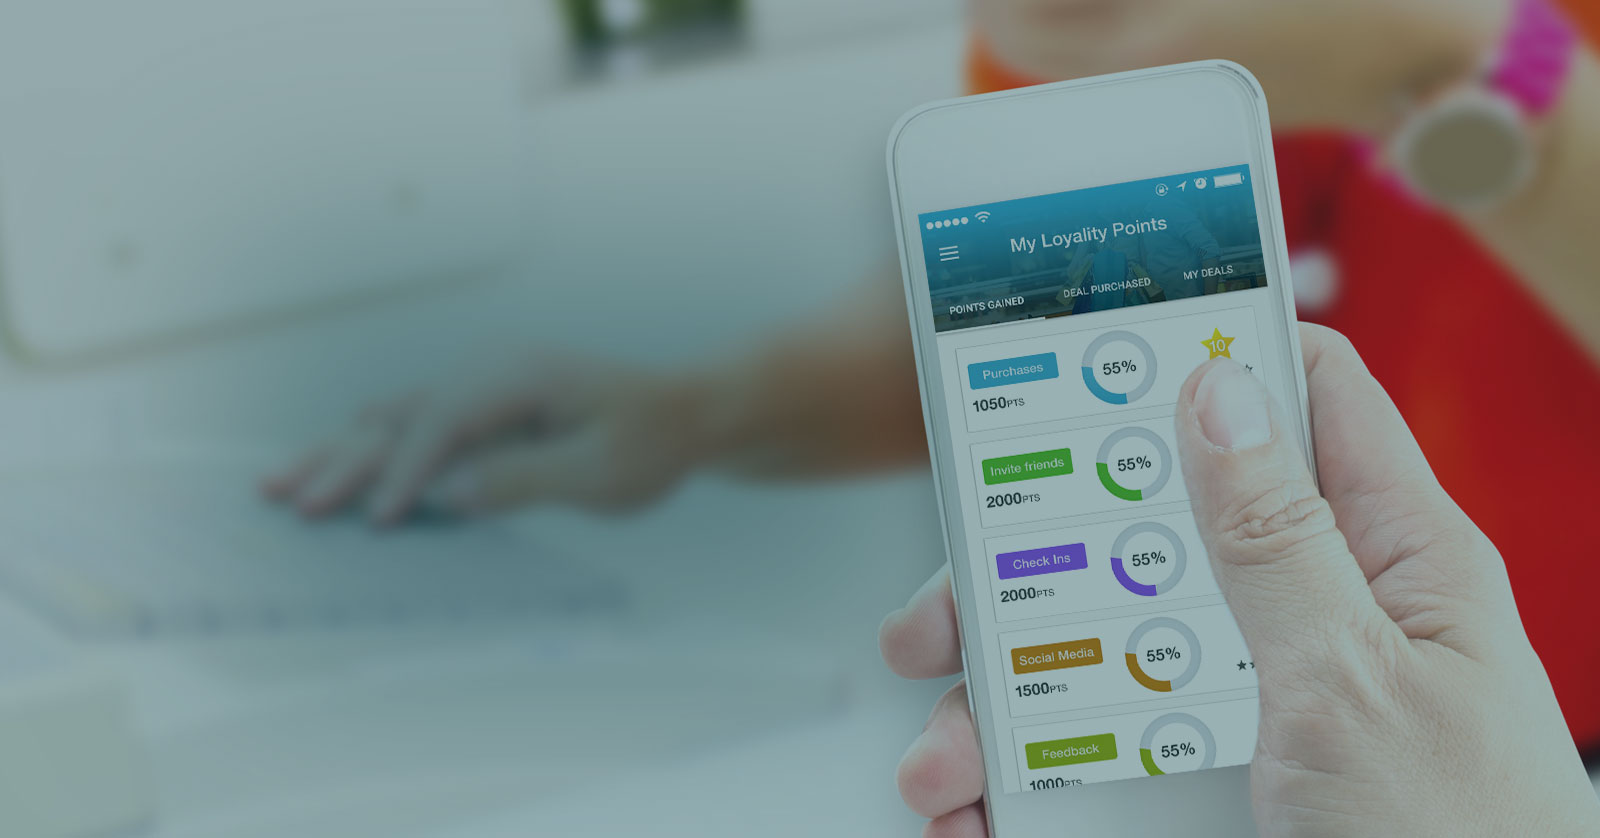 My Loyality Points
POINTS GAINED
DEAL PURCHASED
MY DEALS
Purchases
55%
10
1050PTS
Invite friends
55%
2000PTS
Check Ins
55%
2000PTS
Social Media
55%
1500PTS
Feedback
55%
1000PTS